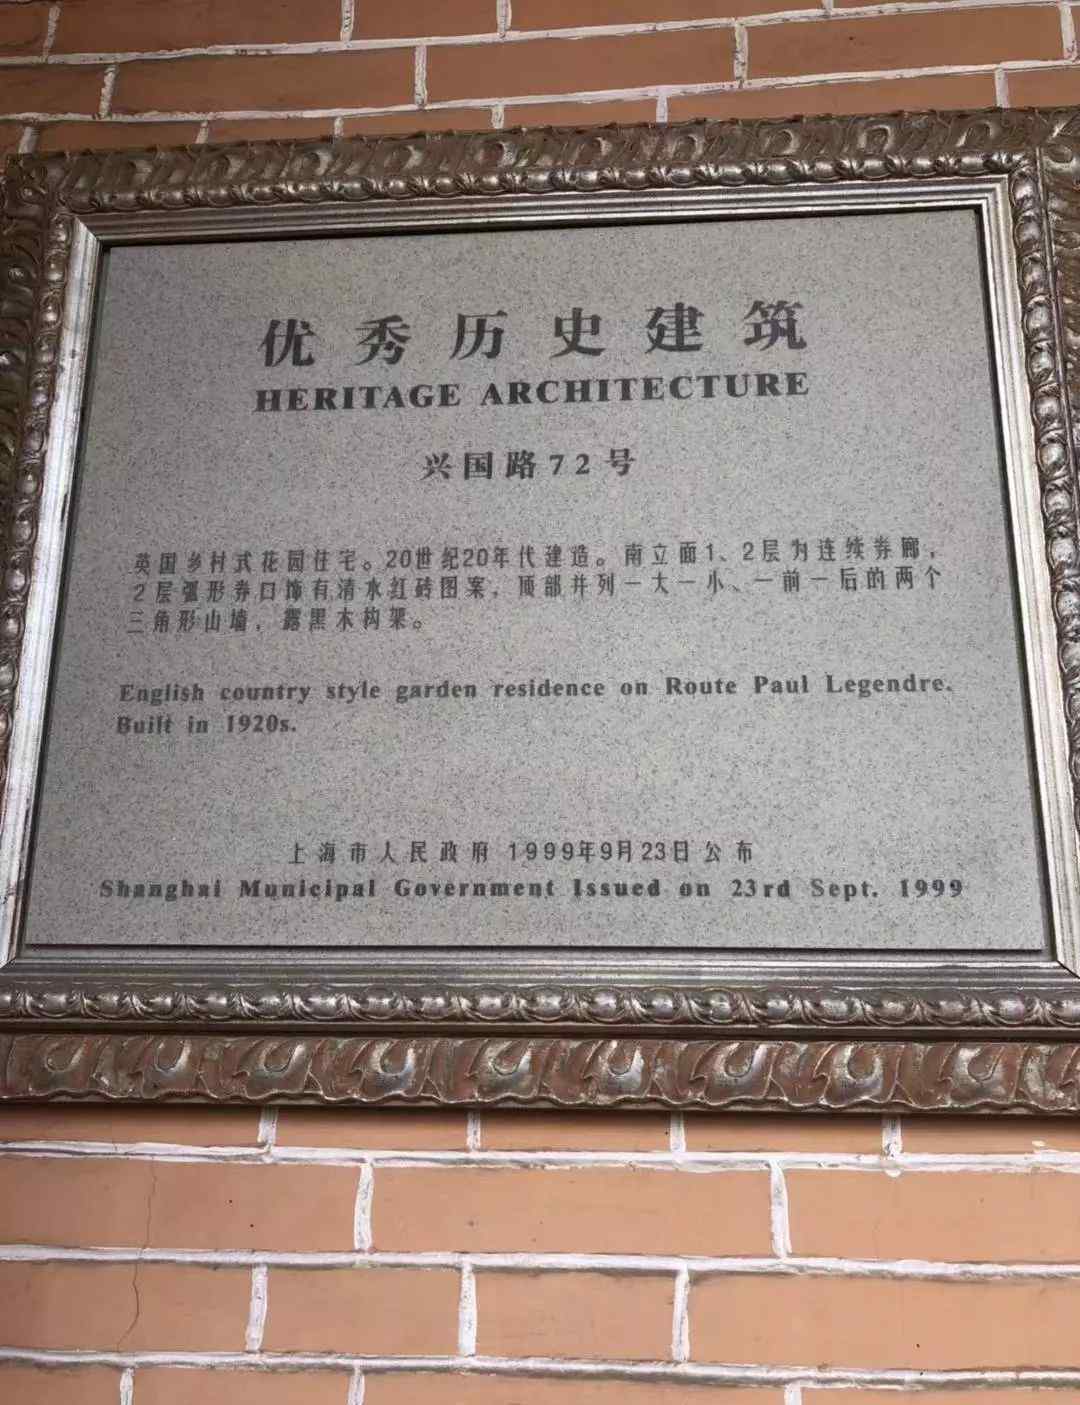 优秀历史建筑
HERITAGE ARCHITECTURE
兴国路72号
英国乡村式花园住宅。20世纪20年代建造。南立面1、2层为连续券廊，
2层弧形券口饰有清水红砖图案，顶部并列一大一小、一前一后的两个
三角形山墙，露黑木构架。
English country style garden residence on Route Paul Legendre.
Built in 1920s.
上海市人民政府 1999年9月23日公布
Shanghai Municipal Government Issued on 23rd Sept. 1999